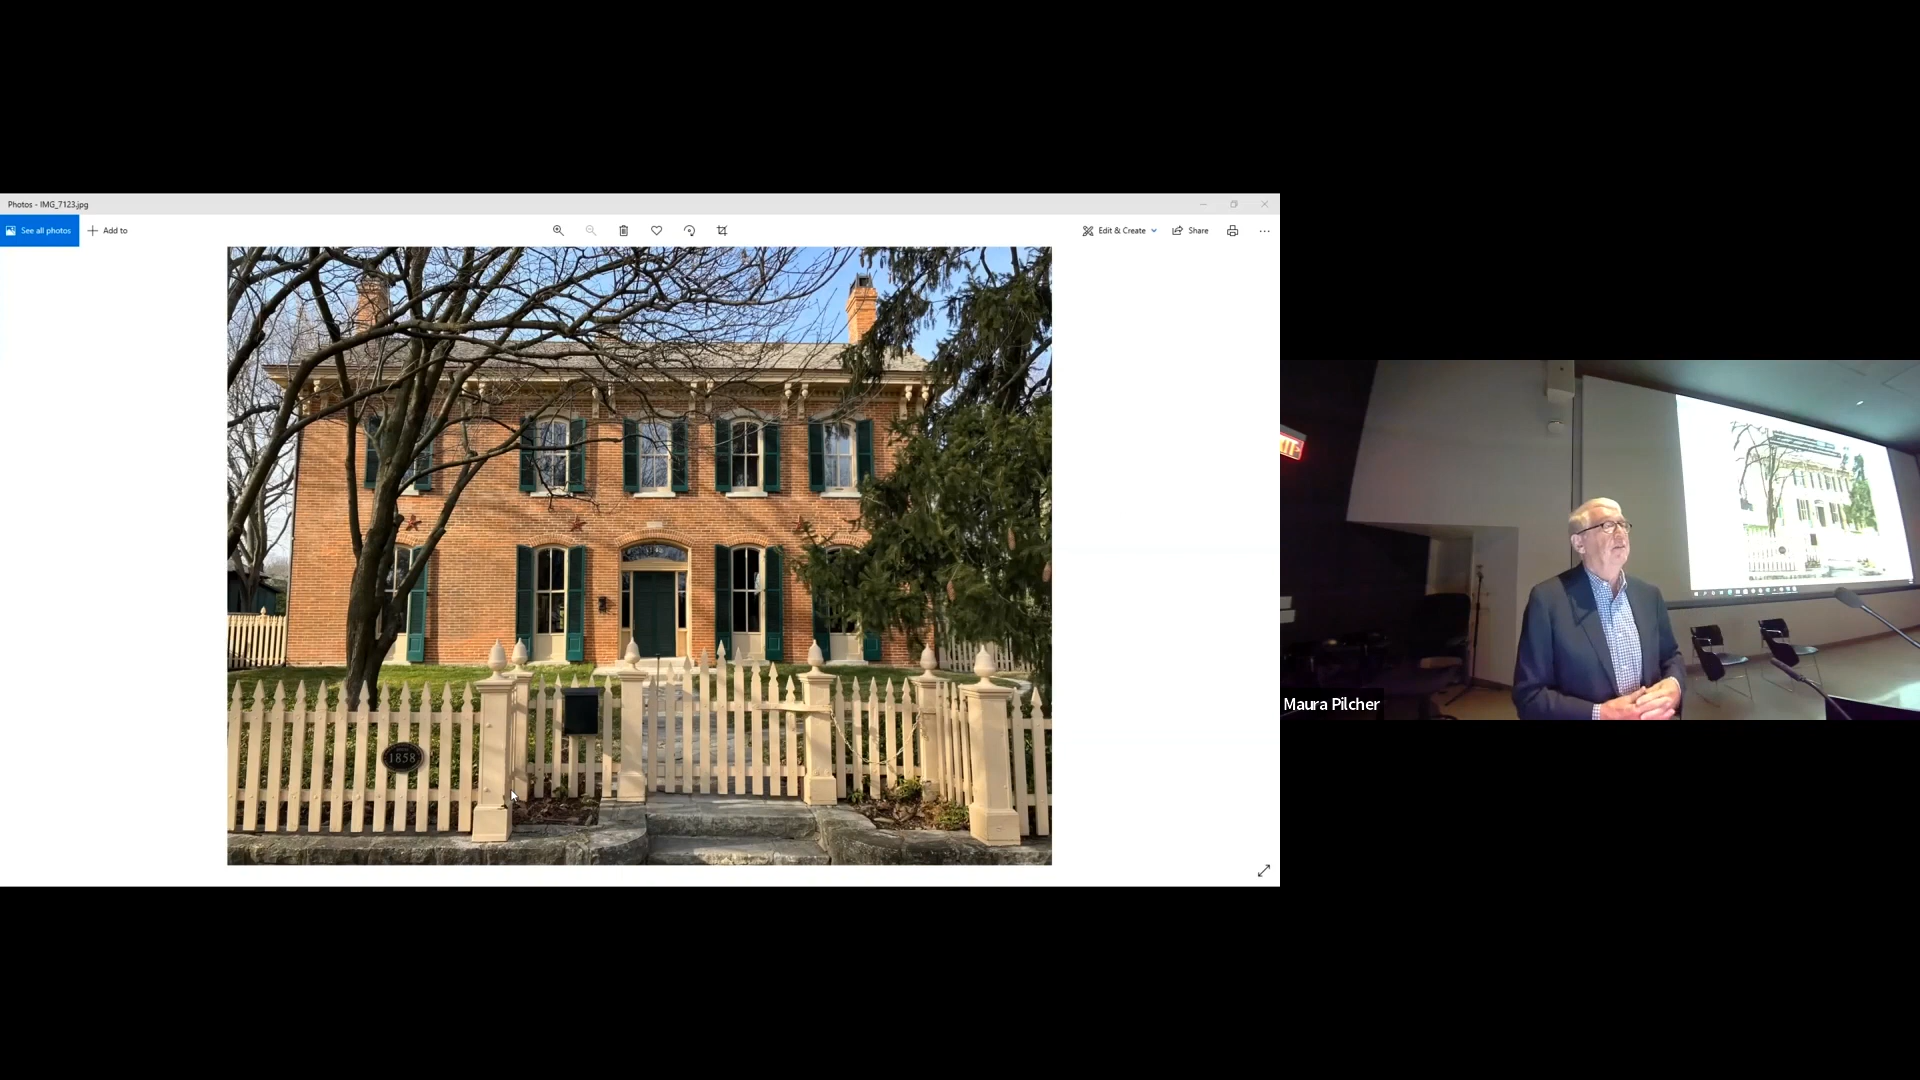 Photos - IMG_7123.jpg
See all photos
Add to
Edit & Create
Share
1858
Maura Pilcher